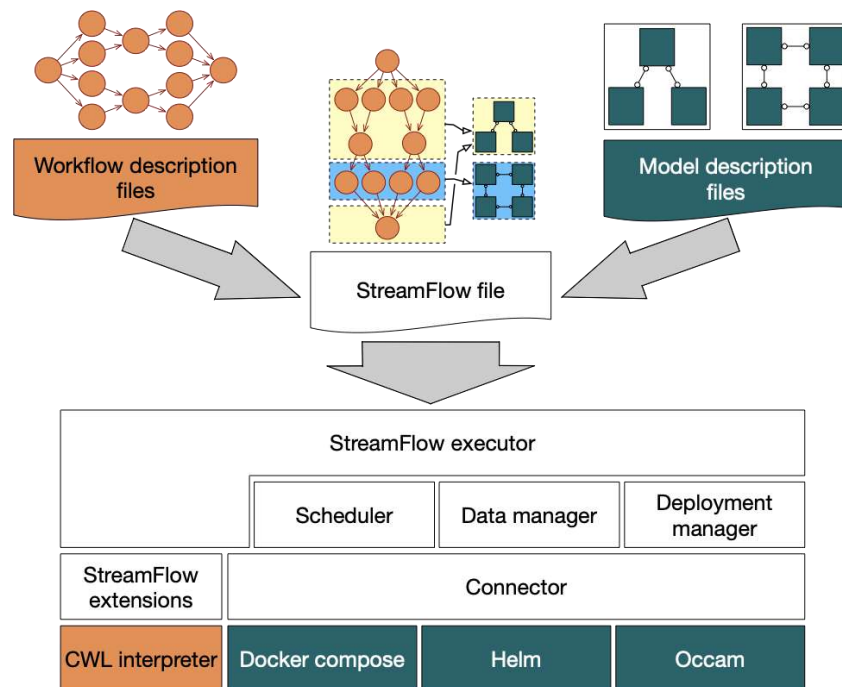 Workflow description
files
Model description
files
StreamFlow file
StreamFlow executor
Scheduler
Data manager
Deployment
manager
StreamFlow
extensions
Connector
CWL interpreter
Docker compose
Helm
Occam